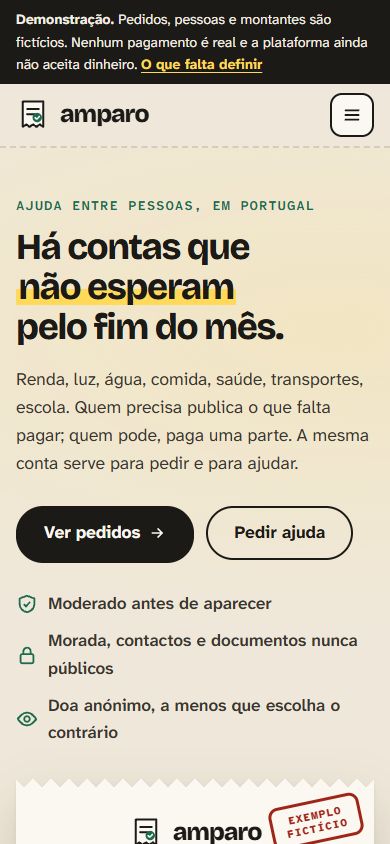 Demonstração. Pedidos, pessoas e montantes são
fictícios. Nenhum pagamento é real e a plataforma ainda
não aceita dinheiro. O que falta definir
amparo
AJUDA ENTRE PESSOAS, EM PORTUGAL
Há contas que
não esperam
pelo fim do mês.
Renda, luz, água, comida, saúde, transportes,
escola. Quem precisa publica o que falta
pagar; quem pode, paga uma parte. A mesma
conta serve para pedir e para ajudar.
Ver pedidos →
Pedir ajuda
Moderado antes de aparecer
Morada, contactos e documentos nunca
públicos
Doa anónimo, a menos que escolha o
contrário
amparo
EXEMPLO
FICTÍCIO